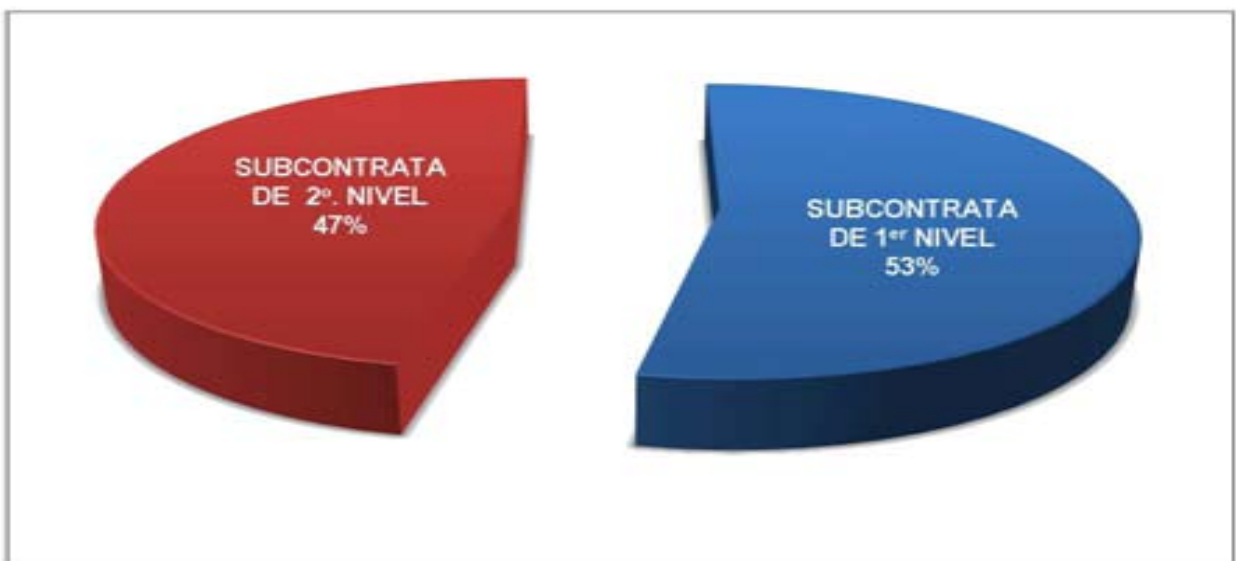 SUBCONTRATA
DE 2º. NIVEL
47%
SUBCONTRATA
DE 1er NIVEL
53%